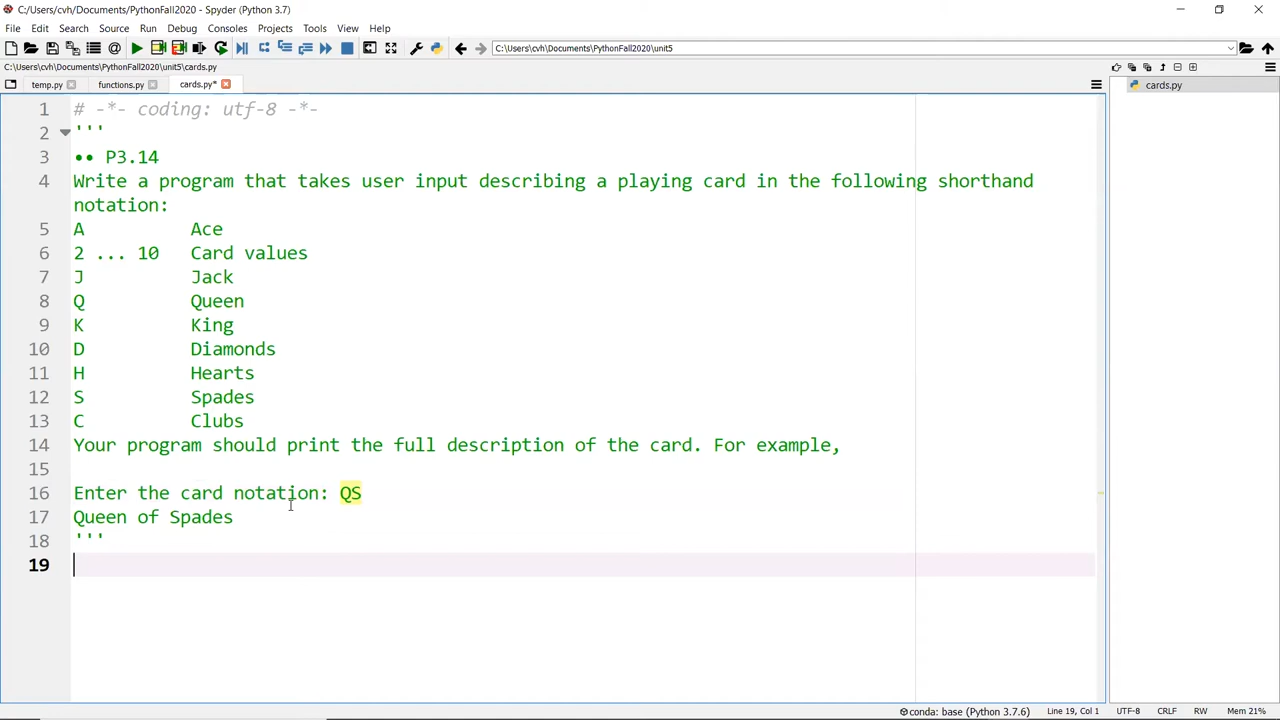 C:/Users/cvh/Documents/PythonFall2020 - Spyder (Python 3.7)
File Edit Search Source Run Debug Consoles Projects Tools View Help
C:\Users\cvh\Documents\PythonFall2020\unit5
C:\Users\cvh\Documents\PythonFall2020\unit5\cards.py
temp.py functions.py cards.py* cards.py
1 # -*- coding: utf-8 -*-
2 '''
3 •• P3.14
4 Write a program that takes user input describing a playing card in the following shorthand
notation:
5 A Ace
6 2 ... 10 Card values
7 J Jack
8 Q Queen
9 K King
10 D Diamonds
11 H Hearts
12 S Spades
13 C Clubs
14 Your program should print the full description of the card. For example,
15
16 Enter the card notation: QS
17 Queen of Spades
18 '''
19
conda: base (Python 3.7.6) Line 19, Col 1 UTF-8 CRLF RW Mem 21%